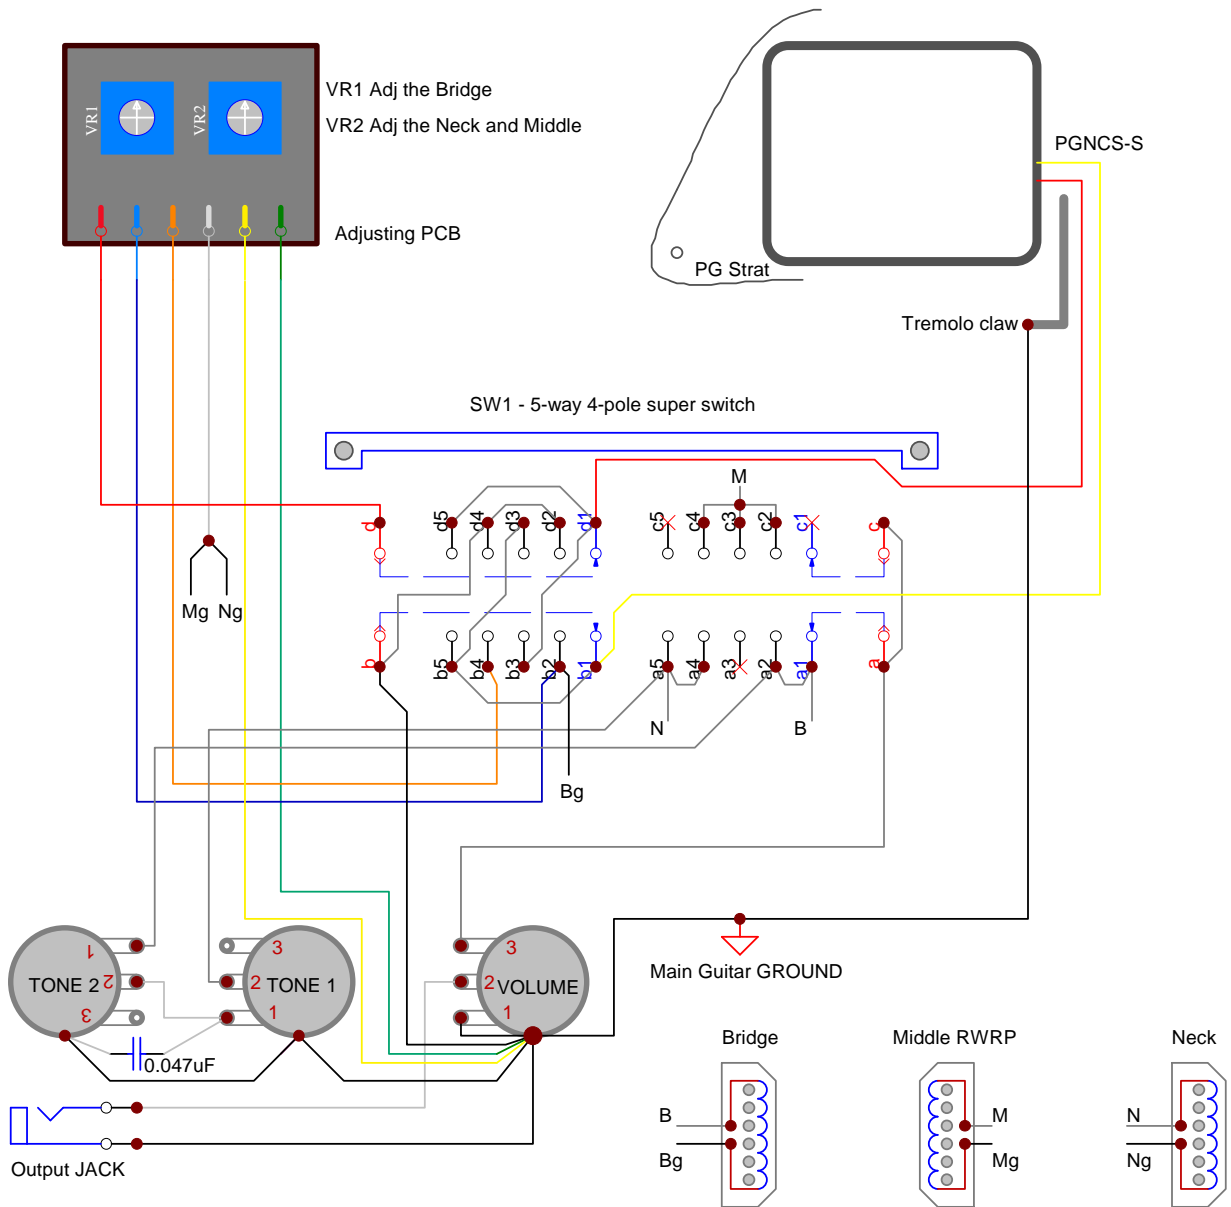 VR1 Adj the Bridge
VR2 Adj the Neck and Middle
VR1
VR2
PGNCS-S
Adjusting PCB
PG Strat
Tremolo claw
SW1 - 5-way 4-pole super switch
M
d
d5
d4
d3
d2
d1
c5
c4
c3
c2
c1
c
Mg
Ng
b
b5
b4
b3
b2
b1
a5
a4
a3
a2
a1
a
N
B
Bg
1
2
3
TONE 2
3
2
1
TONE 1
3
2
1
VOLUME
0.047uF
Main Guitar GROUND
Output JACK
Bridge
Middle RWRP
Neck
B
Bg
M
Mg
N
Ng